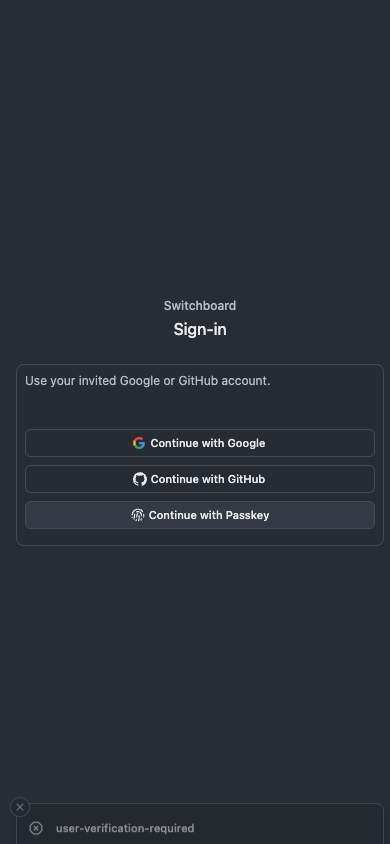 Switchboard
Sign-in
Use your invited Google or GitHub account.
Continue with Google
Continue with GitHub
Continue with Passkey
user-verification-required